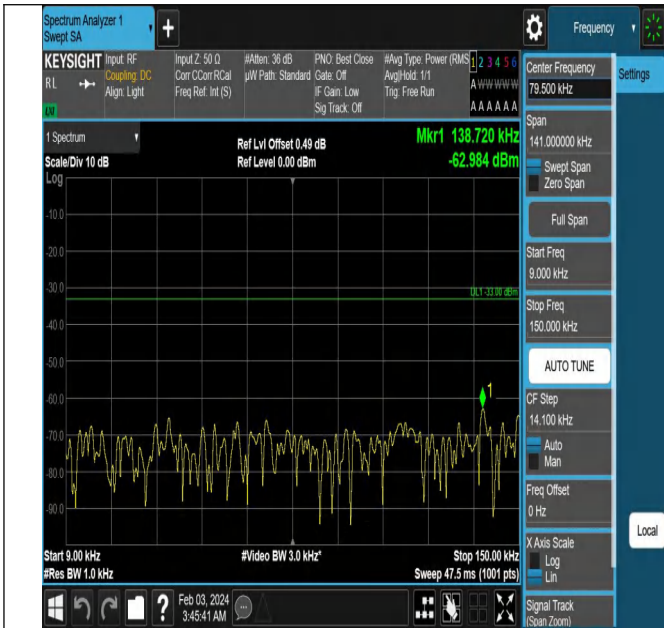 Spectrum Analyzer 1
Swept SA
+
Frequency
KEYSIGHT
RL
LXI
Input: RF
Coupling: DC
Align: Light
Input Z: 50 Ω
Corr CCorr RCal
Freq Ref: Int (S)
#Atten: 36 dB
µW Path: Standard
PNO: Best Close
Gate: Off
IF Gain: Low
Sig Track: Off
#Avg Type: Power (RMS
Avg|Hold: 1/1
Trig: Free Run
1 2 3 4 5 6
A W W W W W
A A A A A A
1 Spectrum
Scale/Div 10 dB
Log
Ref Lvl Offset 0.49 dB
Ref Level 0.00 dBm
Mkr1 138.720 kHz
-62.984 dBm
-10.0
-20.0
-30.0
DL1 -33.00 dBm
-40.0
-50.0
-60.0
1
-70.0
-80.0
-90.0
Start 9.00 kHz
#Res BW 1.0 kHz
#Video BW 3.0 kHz*
Stop 150.00 kHz
Sweep 47.5 ms (1001 pts)
?
Feb 03, 2024
3:45:41 AM
Center Frequency
79.500 kHz
Settings
Span
141.000000 kHz
Swept Span
Zero Span
Full Span
Start Freq
9.000 kHz
Stop Freq
150.000 kHz
AUTO TUNE
CF Step
14.100 kHz
Auto
Man
Freq Offset
0 Hz
Local
X Axis Scale
Log
Lin
Signal Track
(Span Zoom)